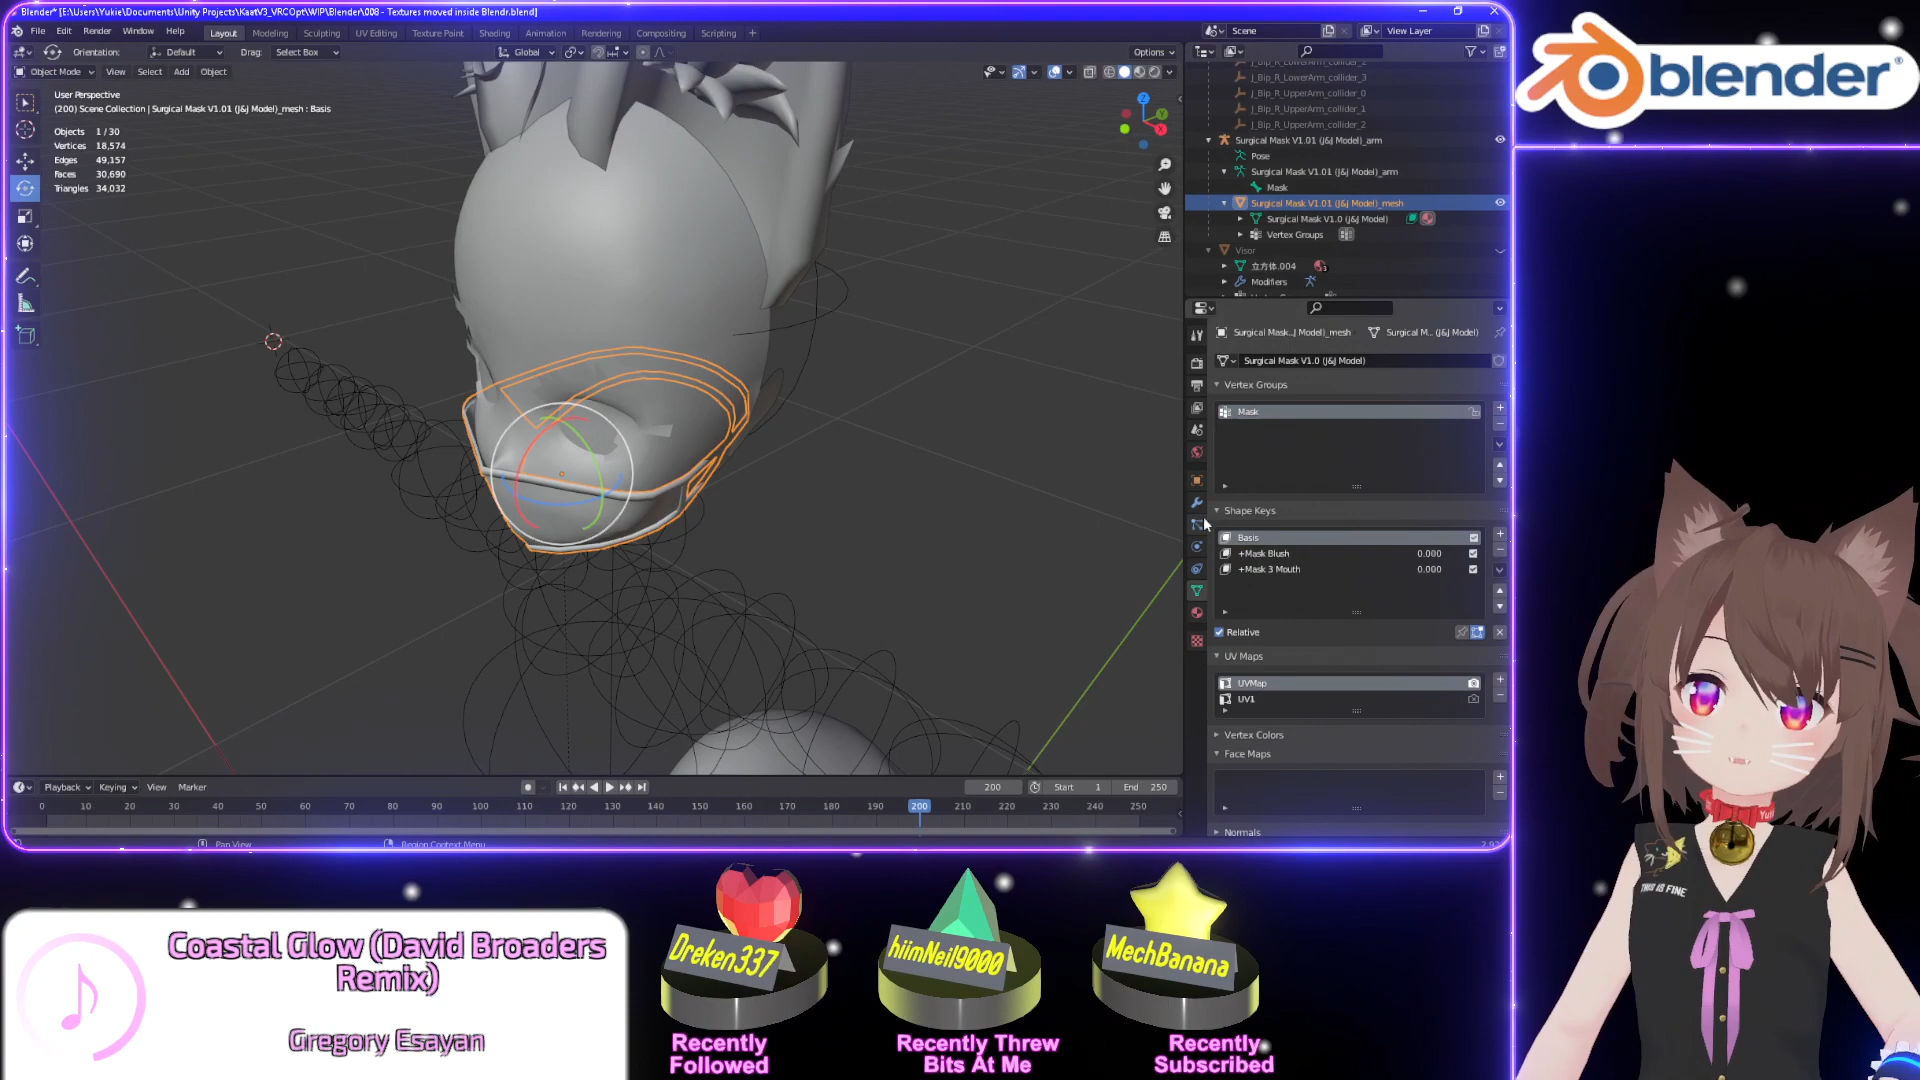 Blender* [E:\Users\Yukie\Documents\Unity Projects\KaatV3_VRCOpt\WIP\Blender\008 - Textures moved inside Blendr.blend]
File Edit Render Window Help Layout Modeling Sculpting UV Editing Texture Paint Shading Animation Rendering Compositing Scripting Scene View Layer
Orientation: Default Drag: Select Box Global Options
Object Mode View Select Add Object
User Perspective
(200) Scene Collection | Surgical Mask V1.01 (J&J Model)_mesh : Basis
Objects 1 / 30
Vertices 18,574
Edges 49,157
Faces 30,690
Triangles 34,032
Z
Y
X
J_Bip_R_LowerArm_collider_2
J_Bip_R_LowerArm_collider_3
J_Bip_R_UpperArm_collider_0
J_Bip_R_UpperArm_collider_1
J_Bip_R_UpperArm_collider_2
Surgical Mask V1.01 (J&J Model)_arm
Pose
Surgical Mask V1.01 (J&J Model)_arm
Mask
Surgical Mask V1.01 (J&J Model)_mesh
Surgical Mask V1.0 (J&J Model)
Vertex Groups
Visor
立方体.004
3
Modifiers
Surgical Mask...J Model)_mesh Surgical M... (J&J Model)
Surgical Mask V1.0 (J&J Model)
Vertex Groups
Mask
Shape Keys
Basis
+Mask Blush 0.000
+Mask 3 Mouth 0.000
Relative
UV Maps
UVMap
UV1
Vertex Colors
Face Maps
Normals
Playback Keying View Marker 200 Start 1 End 250
0 10 20 30 40 50 60 70 80 90 100 110 120 130 140 150 160 170 180 190 200 210 220 230 240 250
Pan View Region Context Menu
blender
THIS IS FINE
Coastal Glow (David Broaders
Remix)
Gregory Esayan
Dreken337
hiimNeil9000
MechBanana
Recently
Followed
Recently Threw
Bits At Me
Recently
Subscribed